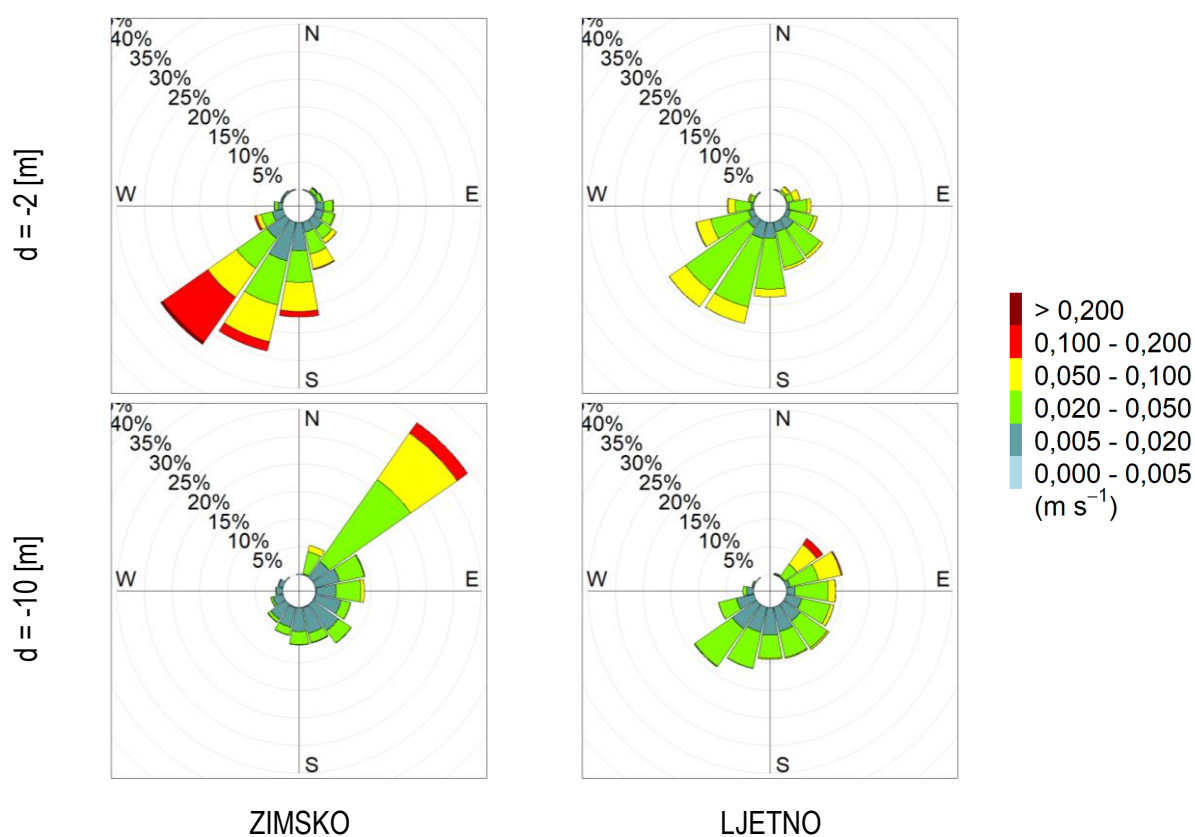 d = -2 [m]
%
40%
35%
30%
25%
20%
15%
10%
5%
N
W
E
S
%
40%
35%
30%
25%
20%
15%
10%
5%
N
W
E
S
d = -10 [m]
%
40%
35%
30%
25%
20%
15%
10%
5%
N
W
E
S
%
40%
35%
30%
25%
20%
15%
10%
5%
N
W
E
S
> 0,200
0,100 - 0,200
0,050 - 0,100
0,020 - 0,050
0,005 - 0,020
0,000 - 0,005
(m s⁻¹)
ZIMSKO
LJETNO